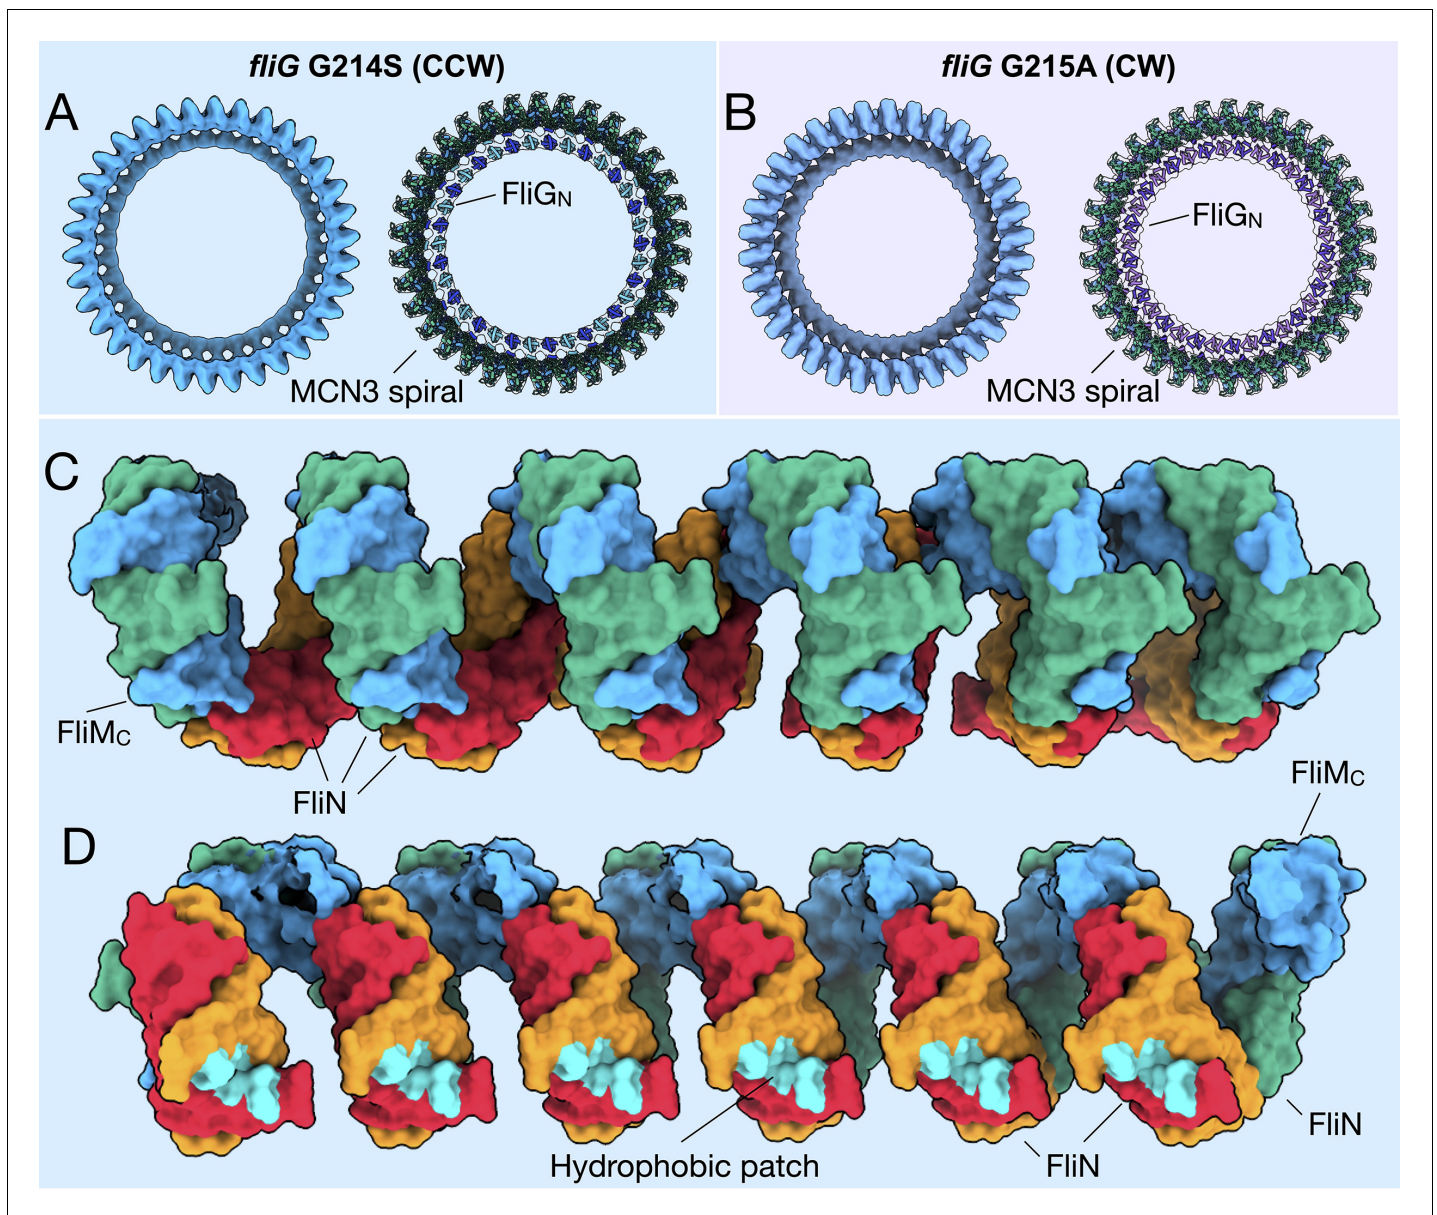 fliG G214S (CCW)
fliG G215A (CW)
A
B
FliGN
FliGN
MCN3 spiral
MCN3 spiral
C
FliMC
FliN
FliMC
D
FliN
Hydrophobic patch
FliN